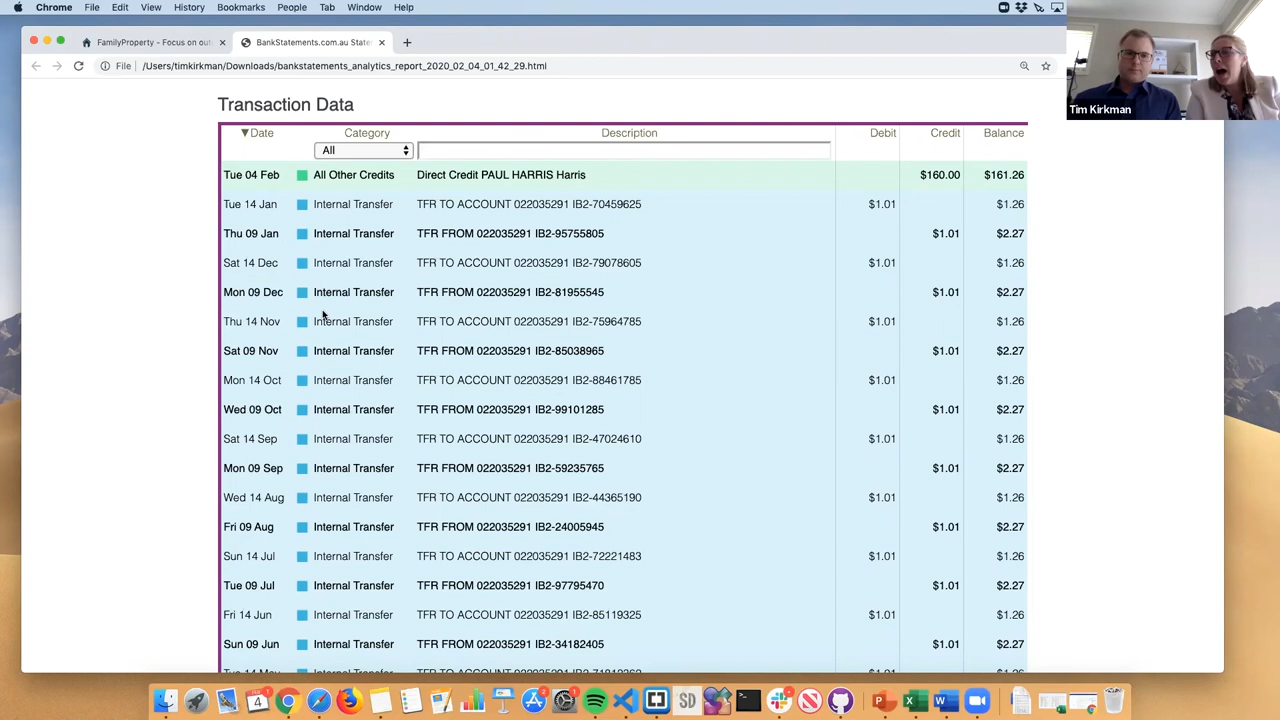 Chrome File Edit View History Bookmarks People Tab Window Help
FamilyProperty - Focus on out
BankStatements.com.au Statem
File /Users/timkirkman/Downloads/bankstatements_analytics_report_2020_02_04_01_42_29.html
Tim Kirkman
Transaction Data
▼Date Category Description Debit Credit Balance
All
Tue 04 Feb All Other Credits Direct Credit PAUL HARRIS Harris $160.00 $161.26
Tue 14 Jan Internal Transfer TFR TO ACCOUNT 022035291 IB2-70459625 $1.01 $1.26
Thu 09 Jan Internal Transfer TFR FROM 022035291 IB2-95755805 $1.01 $2.27
Sat 14 Dec Internal Transfer TFR TO ACCOUNT 022035291 IB2-79078605 $1.01 $1.26
Mon 09 Dec Internal Transfer TFR FROM 022035291 IB2-81955545 $1.01 $2.27
Thu 14 Nov Internal Transfer TFR TO ACCOUNT 022035291 IB2-75964785 $1.01 $1.26
Sat 09 Nov Internal Transfer TFR FROM 022035291 IB2-85038965 $1.01 $2.27
Mon 14 Oct Internal Transfer TFR TO ACCOUNT 022035291 IB2-88461785 $1.01 $1.26
Wed 09 Oct Internal Transfer TFR FROM 022035291 IB2-99101285 $1.01 $2.27
Sat 14 Sep Internal Transfer TFR TO ACCOUNT 022035291 IB2-47024610 $1.01 $1.26
Mon 09 Sep Internal Transfer TFR FROM 022035291 IB2-59235765 $1.01 $2.27
Wed 14 Aug Internal Transfer TFR TO ACCOUNT 022035291 IB2-44365190 $1.01 $1.26
Fri 09 Aug Internal Transfer TFR FROM 022035291 IB2-24005945 $1.01 $2.27
Sun 14 Jul Internal Transfer TFR TO ACCOUNT 022035291 IB2-72221483 $1.01 $1.26
Tue 09 Jul Internal Transfer TFR FROM 022035291 IB2-97795470 $1.01 $2.27
Fri 14 Jun Internal Transfer TFR TO ACCOUNT 022035291 IB2-85119325 $1.01 $1.26
Sun 09 Jun Internal Transfer TFR FROM 022035291 IB2-34182405 $1.01 $2.27
SD